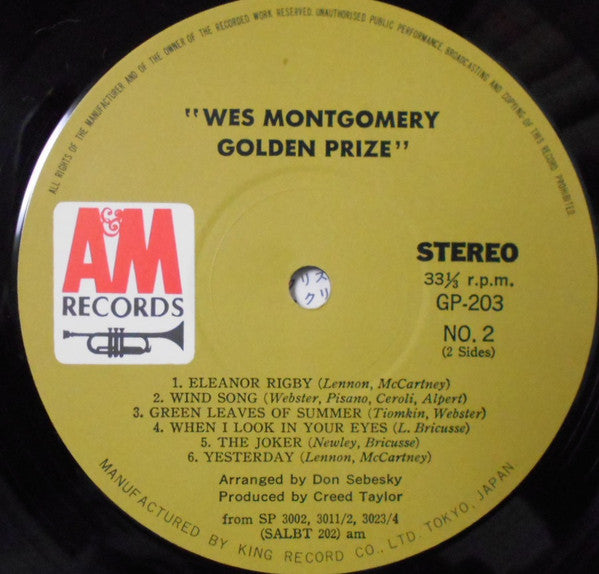 ALL RIGHTS OF THE MANUFACTURER AND OF THE OWNER OF THE RECORDED WORK RESERVED. UNAUTHORISED PUBLIC PERFORMANCE, BROADCASTING AND COPYING OF THIS RECORD PROHIBITED.
"WES MONTGOMERY
GOLDEN PRIZE"
A&M
RECORDS
STEREO
33⅓ r.p.m.
GP-203
NO. 2
(2 Sides)
リズ
クリ
1. ELEANOR RIGBY (Lennon, McCartney)
2. WIND SONG (Webster, Pisano, Ceroli, Alpert)
3. GREEN LEAVES OF SUMMER (Tiomkin, Webster)
4. WHEN I LOOK IN YOUR EYES (L. Bricusse)
5. THE JOKER (Newley, Bricusse)
6. YESTERDAY (Lennon, McCartney)
Arranged by Don Sebesky
Produced by Creed Taylor
from SP 3002, 3011/2, 3023/4
(SALBT 202) am
MANUFACTURED BY KING RECORD CO., LTD. TOKYO, JAPAN